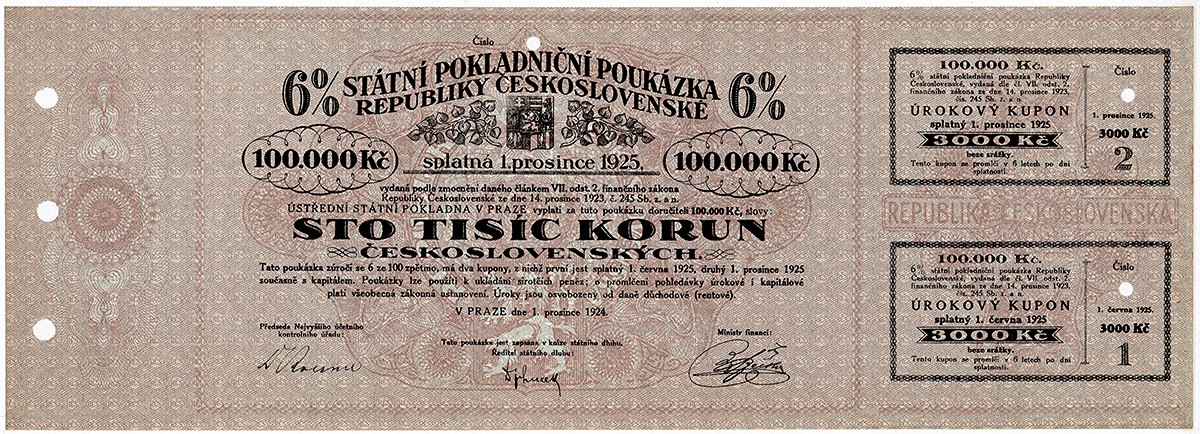 Číslo
6% STÁTNÍ POKLADNIČNÍ POUKÁZKA 6%
REPUBLIKY ČESKOSLOVENSKÉ
100.000 Kč splatná 1. prosince 1925. 100.000 Kč
vydaná podle zmocnění daného článkem VII. odst. 2. finančního zákona
Republiky Československé ze dne 14. prosince 1923, č. 245 Sb. z. a n.
ÚSTŘEDNÍ STÁTNÍ POKLADNA V PRAZE vyplatí za tuto poukázku doručiteli 100.000 Kč, slovy:
STO TISÍC KORUN
ČESKOSLOVENSKÝCH.
Tato poukázka zúročí se 6 ze 100 zpětmo, má dva kupony, z nichž první jest splatný 1. června 1925, druhý 1. prosince 1925
současně s kapitálem. Poukázky lze použíti k ukládání sirotčích peněz; o promlčení pohledávky úrokové i kapitálové
platí všeobecná zákonná ustanovení. Úroky jsou osvobozeny od daně důchodové (rentové).
V PRAZE dne 1. prosince 1924.
Předseda Nejvyššího účetního
kontrolního úřadu:
Tato poukázka jest zapsána v knize státního dluhu.
Ředitel státního dluhu:
Ministr financí:
100.000 Kč.
6% státní pokladniční poukázka Republiky
Československé, vydaná dle čl. VII. odst. 2.
finančního zákona ze dne 14. prosince 1923,
čís. 245 Sb. z. a n.
ÚROKOVÝ KUPON
splatný 1. prosince 1925
3000 Kč
beze srážky.
Tento kupon se promlčí v 6 letech po dni
splatnosti.
Číslo
1. prosince 1925.
3000 Kč
2
REPUBLIKA ČESKOSLOVENSKÁ
100.000 Kč.
6% státní pokladniční poukázka Republiky
Československé, vydaná dle čl. VII. odst. 2.
finančního zákona ze dne 14. prosince 1923,
čís. 245 Sb. z. a n.
ÚROKOVÝ KUPON
splatný 1. června 1925
3000 Kč
beze srážky.
Tento kupon se promlčí v 6 letech po dni
splatnosti.
Číslo
1. června 1925.
3000 Kč
1